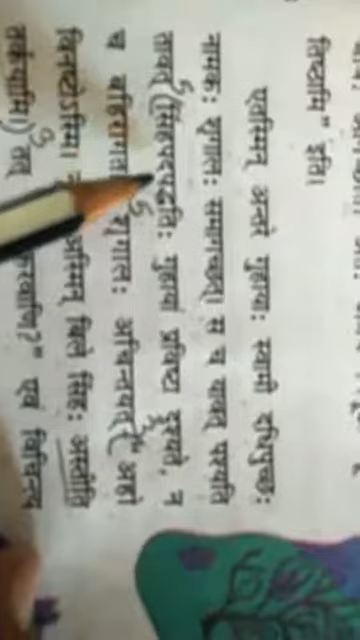 तिष्ठामि" इति।
एतस्मिन् अन्तरे गुहायाः स्वामी दधिपुच्छः
नामकः शृगालः समागच्छत्। स च यावत् पश्यति
तावत् (सिंहपदपद्धतिः गुहायां प्रविष्टा दृश्यते, न
च बहिरागता शृगालः अचिन्तयत् (" अहो
विनष्टोऽस्मि। अस्मिन् बिले सिंहः अस्तीति
तर्कयामि।) तत् करवाणि?" एवं विचिन्त्य